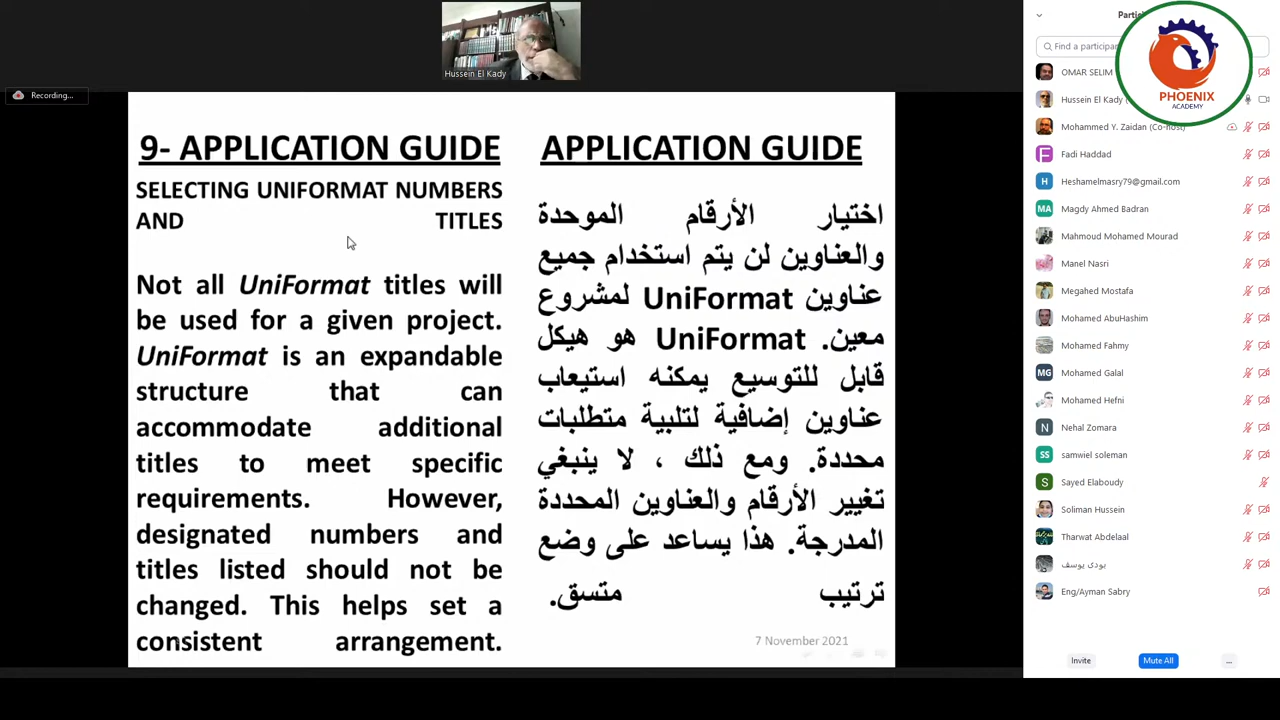 Hussein El Kady
Recording...
9- APPLICATION GUIDE
SELECTING UNIFORMAT NUMBERS
AND TITLES
Not all UniFormat titles will
be used for a given project.
UniFormat is an expandable
structure that can
accommodate additional
titles to meet specific
requirements. However,
designated numbers and
titles listed should not be
changed. This helps set a
consistent arrangement.
APPLICATION GUIDE
اختيار الأرقام الموحدة
والعناوين لن يتم استخدام جميع
عناوين UniFormat لمشروع
معين. UniFormat هو هيكل
قابل للتوسيع يمكنه استيعاب
عناوين إضافية لتلبية متطلبات
محددة. ومع ذلك ، لا ينبغي
تغيير الأرقام والعناوين المحددة
المدرجة. هذا يساعد على وضع
ترتيب متسق.
7 November 2021
Find a participa
PHOENIX
ACADEMY
OMAR SELIM
Hussein El Kady
Mohammed Y. Zaidan (Co-host)
Fadi Haddad
H Heshamelmasry79@gmail.com
MA Magdy Ahmed Badran
Mahmoud Mohamed Mourad
Manel Nasri
Megahed Mostafa
Mohamed AbuHashim
Mohamed Fahmy
MG Mohamed Galal
Mohamed Hefni
N Nehal Zomara
SS samwiel soleman
S Sayed Elaboudy
Soliman Hussein
Tharwat Abdelaal
بودى يوسف
Eng/Ayman Sabry
Invite
Mute All
...